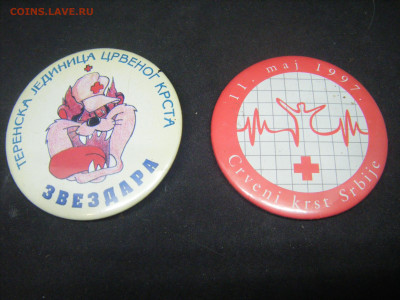 COINS.LAVE.RU
ТЕРЕНСКА ЈЕДИНИЦА ЦРВЕНОГ КРСТА
ЗВЕЗДАРА
11. maj 1997.
Crveni krst Srbije